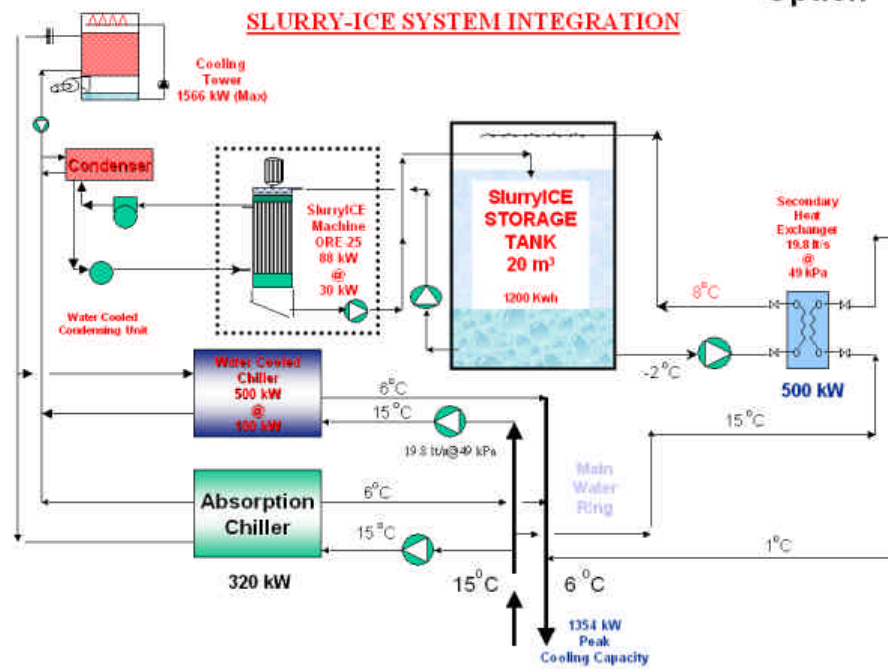 SLURRY-ICE SYSTEM INTEGRATION
Cooling
Tower
1566 kW (Max)
Condenser
SlurryICE
Machine
ORE-25
88 kW
@
30 kW
SlurryICE
STORAGE
TANK
20 m³
1200 Kwh
Secondary
Heat
Exchanger
19.8 lt/s
@
49 kPa
8°C
-2°C
500 kW
Water Cooled
Condensing Unit
Water Cooled
Chiller
500 kW
@
100 kW
6°C
15°C
19.8 lt/s@49 kPa
15°C
Main
Water
Ring
Absorption
Chiller
6°C
15°C
320 kW
1°C
15°C
6°C
1354 kW
Peak
Cooling Capacity